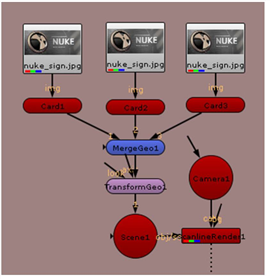 NUKE
NUKE
NUKE
nuke_sign.jpg
nuke_sign.jpg
nuke_sign.jpg
img
img
img
Card1
Card2
Card3
MergeGeo1
TransformGeo1
Camera1
Scene1
ScanlineRender1